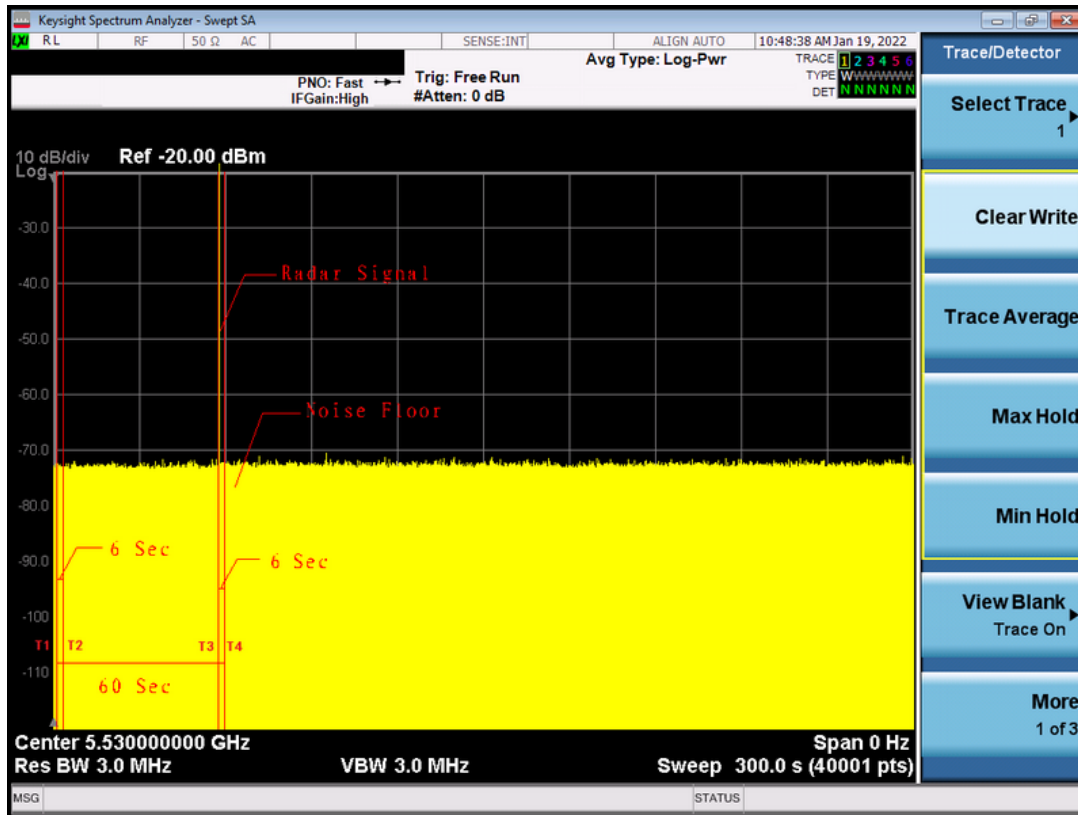 Keysight Spectrum Analyzer - Swept SA
LXI RL RF 50 Ω AC SENSE:INT ALIGN AUTO 10:48:38 AM Jan 19, 2022
Trace/Detector
Avg Type: Log-Pwr
TRACE 1 2 3 4 5 6
TYPE WWWWWW
DET N N N N N N
PNO: Fast
IFGain:High
Trig: Free Run
#Atten: 0 dB
Select Trace
1
10 dB/div Ref -20.00 dBm
Log
Clear Write
-30.0
Radar Signal
-40.0
Trace Average
-50.0
-60.0
Noise Floor
Max Hold
-70.0
-80.0
Min Hold
6 Sec
-90.0
6 Sec
-100
View Blank
Trace On
T1 T2 T3 T4
-110
60 Sec
More
1 of 3
Center 5.530000000 GHz Span 0 Hz
Res BW 3.0 MHz VBW 3.0 MHz Sweep 300.0 s (40001 pts)
MSG STATUS